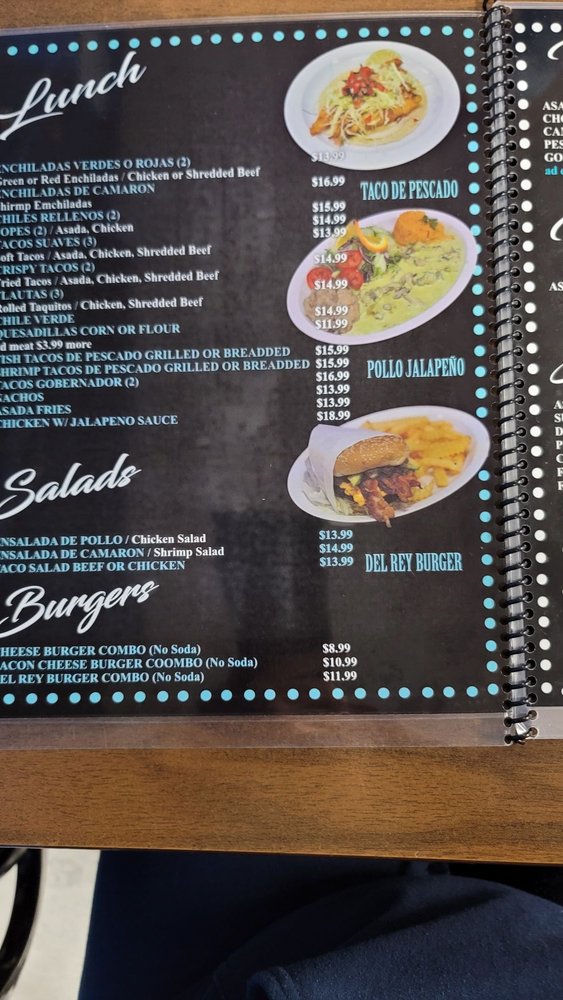 Lunch
ENCHILADAS VERDES O ROJAS (2) $13.99
Green or Red Enchiladas / Chicken or Shredded Beef
ENCHILADAS DE CAMARON $16.99
Shirmp Emchiladas
CHILES RELLENOS (2) $15.99
SOPES (2) / Asada, Chicken $14.99
TACOS SUAVES (3) $13.99
Soft Tacos / Asada, Chicken, Shredded Beef
CRISPY TACOS (2) $14.99
Fried Tacos / Asada, Chicken, Shredded Beef
FLAUTAS (3) $14.99
Rolled Taquitos / Chicken, Shredded Beef
CHILE VERDE $14.99
QUESADILLAS CORN OR FLOUR $11.99
d meat $3.99 more
FISH TACOS DE PESCADO GRILLED OR BREADDED $15.99
SHRIMP TACOS DE PESCADO GRILLED OR BREADDED $15.99
TACOS GOBERNADOR (2) $16.99
NACHOS $13.99
ASADA FRIES $13.99
CHICKEN W/ JALAPENO SAUCE $18.99
TACO DE PESCADO
POLLO JALAPEÑO
Salads
ENSALADA DE POLLO / Chicken Salad $13.99
ENSALADA DE CAMARON / Shrimp Salad $14.99
TACO SALAD BEEF OR CHICKEN $13.99
DEL REY BURGER
Burgers
CHEESE BURGER COMBO (No Soda) $8.99
BACON CHEESE BURGER COOMBO (No Soda) $10.99
DEL REY BURGER COMBO (No Soda) $11.99
ASA
CHO
CAM
PES
GO
ad